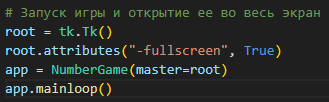 # Запуск игры и открытие ее во весь экран
root = tk.Tk()
root.attributes("-fullscreen", True)
app = NumberGame(master=root)
app.mainloop()